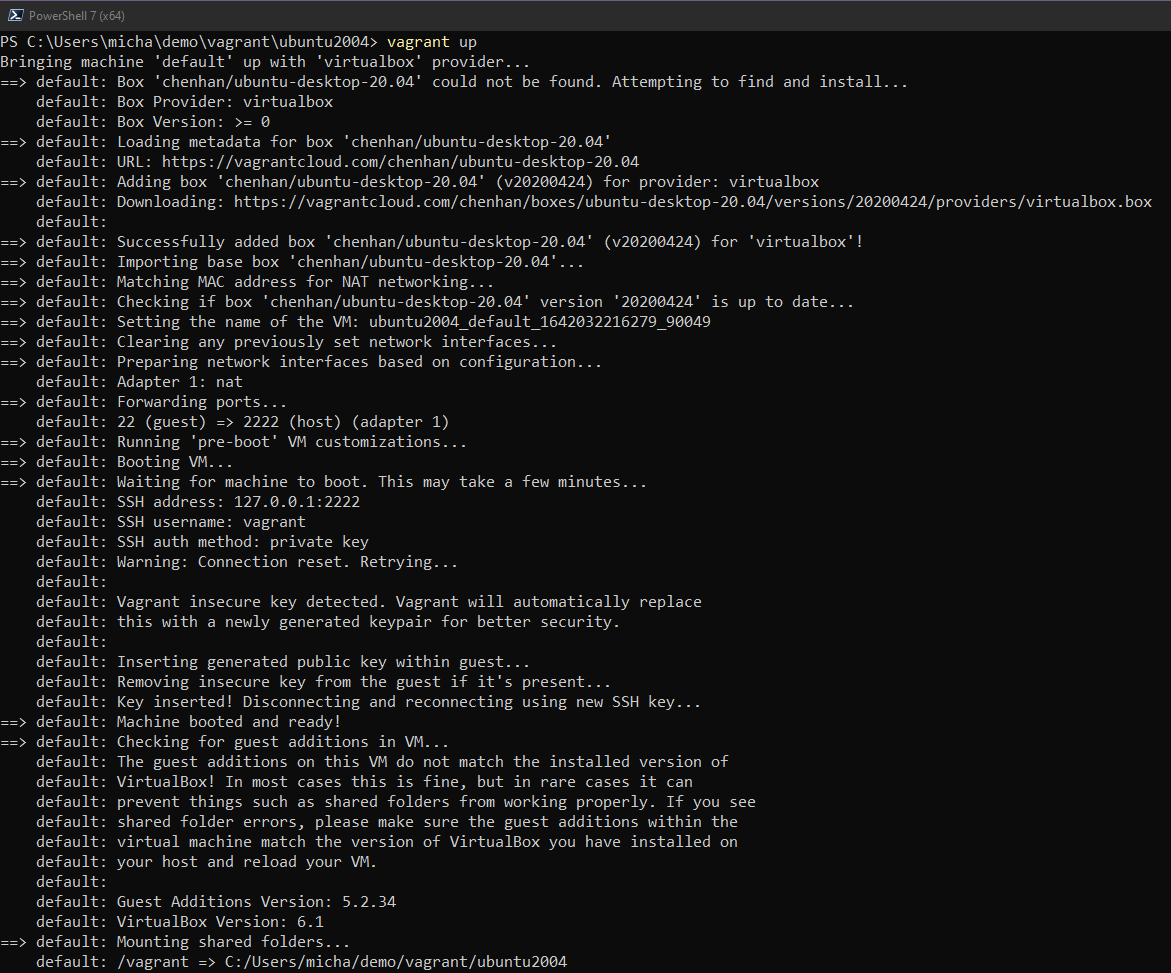 PowerShell 7 (x64)
PS C:\Users\micha\demo\vagrant\ubuntu2004> vagrant up
Bringing machine 'default' up with 'virtualbox' provider...
==> default: Box 'chenhan/ubuntu-desktop-20.04' could not be found. Attempting to find and install...
    default: Box Provider: virtualbox
    default: Box Version: >= 0
==> default: Loading metadata for box 'chenhan/ubuntu-desktop-20.04'
    default: URL: https://vagrantcloud.com/chenhan/ubuntu-desktop-20.04
==> default: Adding box 'chenhan/ubuntu-desktop-20.04' (v20200424) for provider: virtualbox
    default: Downloading: https://vagrantcloud.com/chenhan/boxes/ubuntu-desktop-20.04/versions/20200424/providers/virtualbox.box
    default:
==> default: Successfully added box 'chenhan/ubuntu-desktop-20.04' (v20200424) for 'virtualbox'!
==> default: Importing base box 'chenhan/ubuntu-desktop-20.04'...
==> default: Matching MAC address for NAT networking...
==> default: Checking if box 'chenhan/ubuntu-desktop-20.04' version '20200424' is up to date...
==> default: Setting the name of the VM: ubuntu2004_default_1642032216279_90049
==> default: Clearing any previously set network interfaces...
==> default: Preparing network interfaces based on configuration...
    default: Adapter 1: nat
==> default: Forwarding ports...
    default: 22 (guest) => 2222 (host) (adapter 1)
==> default: Running 'pre-boot' VM customizations...
==> default: Booting VM...
==> default: Waiting for machine to boot. This may take a few minutes...
    default: SSH address: 127.0.0.1:2222
    default: SSH username: vagrant
    default: SSH auth method: private key
    default: Warning: Connection reset. Retrying...
    default:
    default: Vagrant insecure key detected. Vagrant will automatically replace
    default: this with a newly generated keypair for better security.
    default:
    default: Inserting generated public key within guest...
    default: Removing insecure key from the guest if it's present...
    default: Key inserted! Disconnecting and reconnecting using new SSH key...
==> default: Machine booted and ready!
==> default: Checking for guest additions in VM...
    default: The guest additions on this VM do not match the installed version of
    default: VirtualBox! In most cases this is fine, but in rare cases it can
    default: prevent things such as shared folders from working properly. If you see
    default: shared folder errors, please make sure the guest additions within the
    default: virtual machine match the version of VirtualBox you have installed on
    default: your host and reload your VM.
    default:
    default: Guest Additions Version: 5.2.34
    default: VirtualBox Version: 6.1
==> default: Mounting shared folders...
    default: /vagrant => C:/Users/micha/demo/vagrant/ubuntu2004